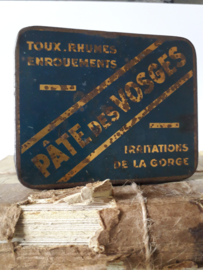 TOUX.RHUMES
ENROUEMENTS
PÂTE DES VOSGES
IRRITATIONS
DE LA GORGE